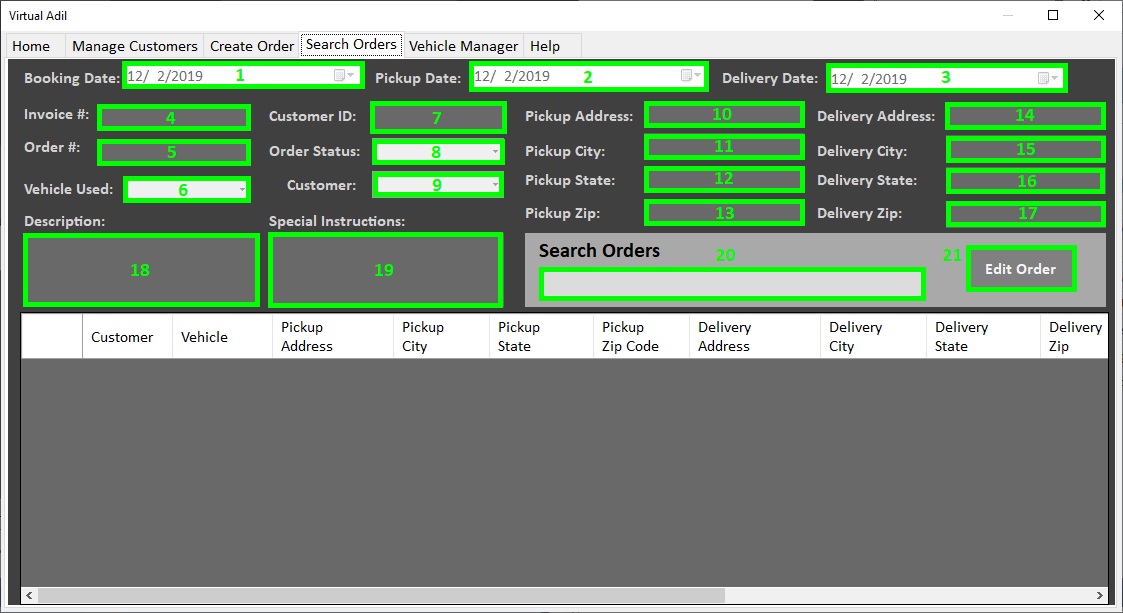 Virtual Adil
Home Manage Customers Create Order Search Orders Vehicle Manager Help
Booking Date: 12/ 2/2019 1 Pickup Date: 12/ 2/2019 2 Delivery Date: 12/ 2/2019 3
Invoice #: 4 Customer ID: 7 Pickup Address: 10 Delivery Address: 14
Order #: 5 Order Status: 8 Pickup City: 11 Delivery City: 15
Vehicle Used: 6 Customer: 9 Pickup State: 12 Delivery State: 16
Pickup Zip: 13 Delivery Zip: 17
Description: Special Instructions:
18 19
Search Orders 20 21 Edit Order
Customer Vehicle Pickup Address Pickup City Pickup State Pickup Zip Code Delivery Address Delivery City Delivery State Delivery Zip